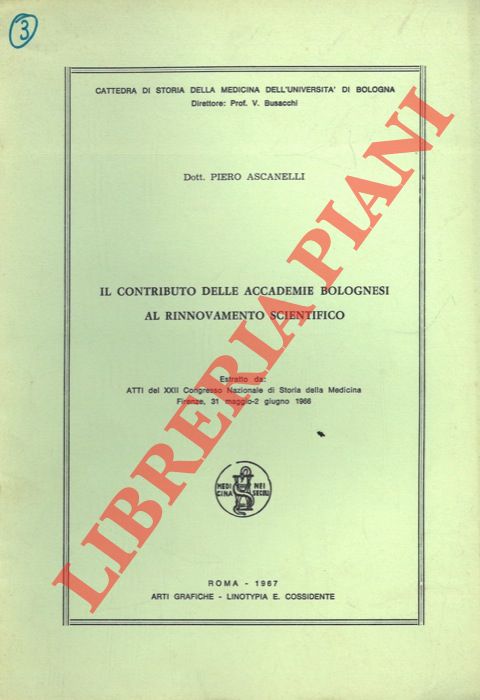 3
CATTEDRA DI STORIA DELLA MEDICINA DELL'UNIVERSITA' DI BOLOGNA
Direttore: Prof. V. Busacchi
Dott. PIERO ASCANELLI
IL CONTRIBUTO DELLE ACCADEMIE BOLOGNESI
AL RINNOVAMENTO SCIENTIFICO
Estratto da:
ATTI del XXII Congresso Nazionale di Storia della Medicina
Firenze, 31 maggio-2 giugno 1966
MEDI NEI
CINA SECOLI
ROMA - 1967
ARTI GRAFICHE - LINOTYPIA E. COSSIDENTE
LIBRERIA PIANI